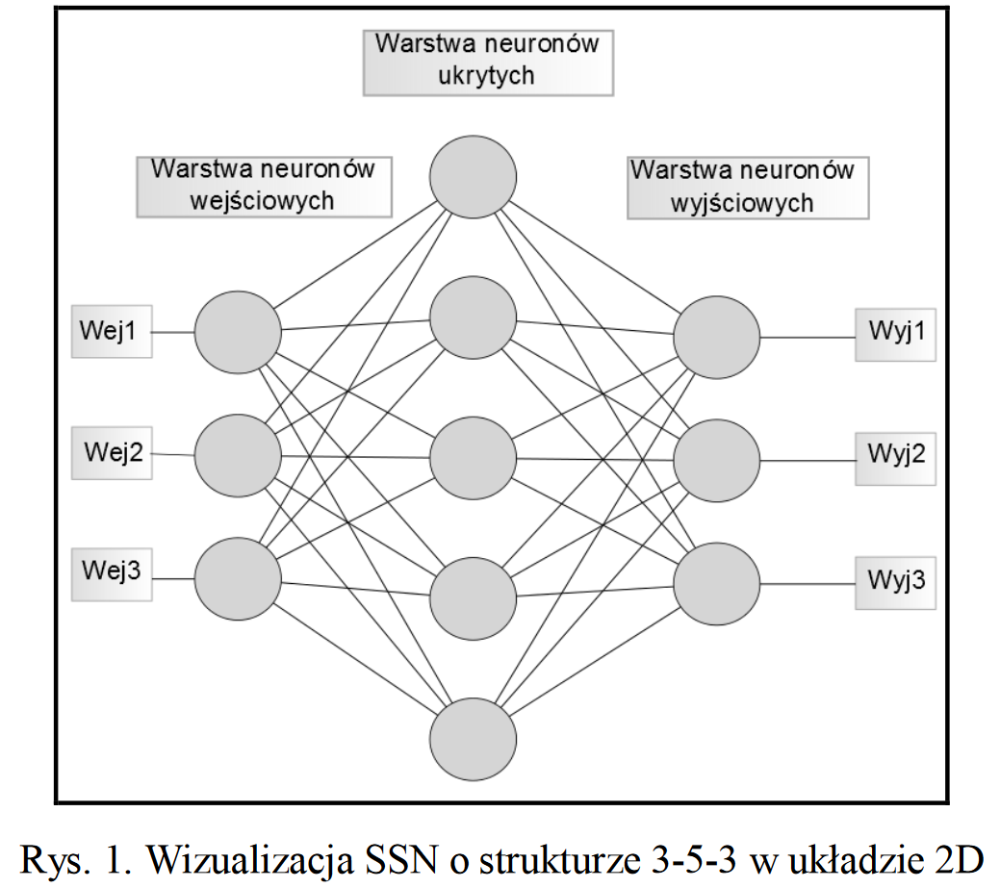 Warstwa neuronów
ukrytych
Warstwa neuronów
wejściowych
Warstwa neuronów
wyjściowych
Wej1
Wyj1
Wej2
Wyj2
Wej3
Wyj3
Rys. 1. Wizualizacja SSN o strukturze 3-5-3 w układzie 2D